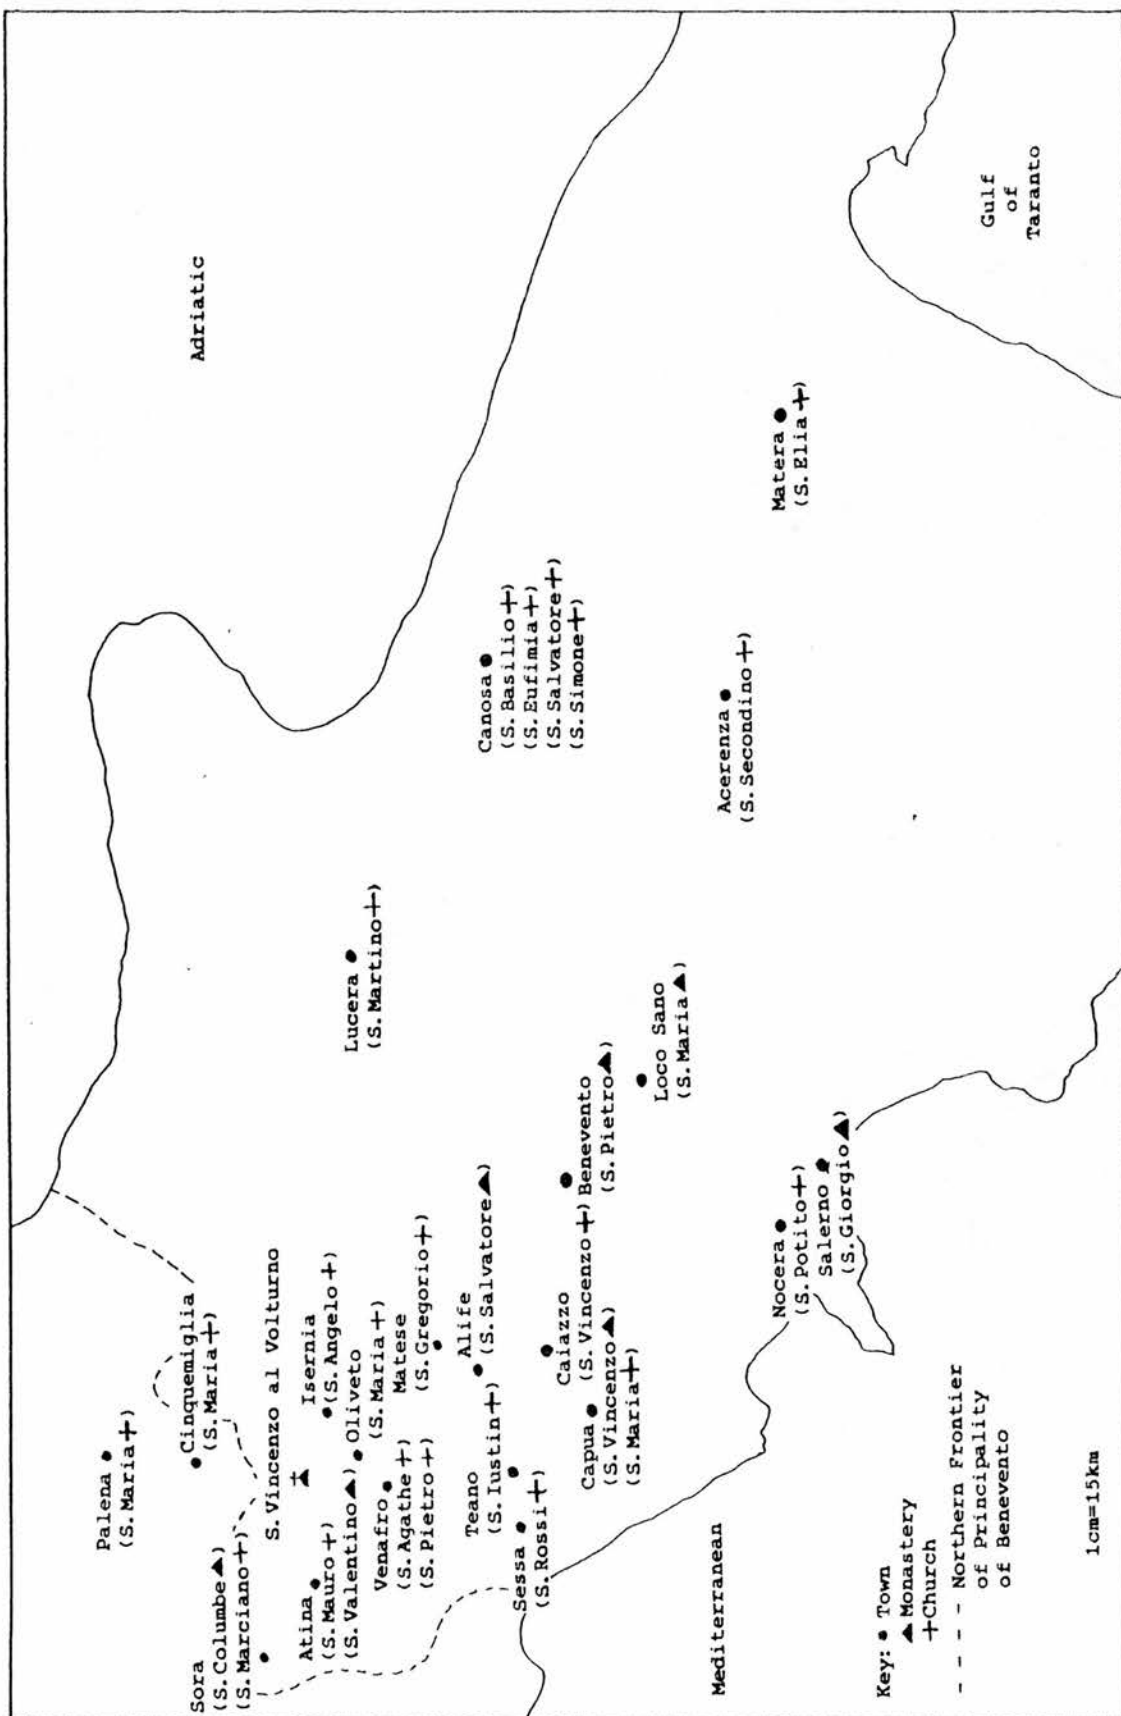 Adriatic
Gulf
of
Taranto
Mediterranean
Palena
(S.Maria+)
Cinquemiglia
(S.Maria+)
Sora
(S.Columbe▲)
(S.Marciano+)
S.Vincenzo al Volturno
Atina
(S.Mauro+)
(S.Valentino▲)
Isernia
(S.Angelo+)
Oliveto
(S.Maria+)
Venafro
(S.Agathe+)
(S.Pietro+)
Matese
(S.Gregorio+)
Teano
(S.Iustin+)
Alife
(S.Salvatore▲)
Sessa
(S.Rossi+)
Caiazzo
(S.Vincenzo+)
Capua
(S.Vincenzo▲)
(S.Maria+)
Benevento
(S.Pietro▲)
Loco Sano
(S.Maria▲)
Lucera
(S.Martino+)
Canosa
(S.Basilio+)
(S.Eufimia+)
(S.Salvatore+)
(S.Simone+)
Acerenza
(S.Secondino+)
Matera
(S.Elia+)
Nocera
(S.Potito+)
Salerno
(S.Giorgio▲)
Key: ● Town
▲Monastery
+Church
- - - Northern Frontier
of Principality
of Benevento
1cm=15km